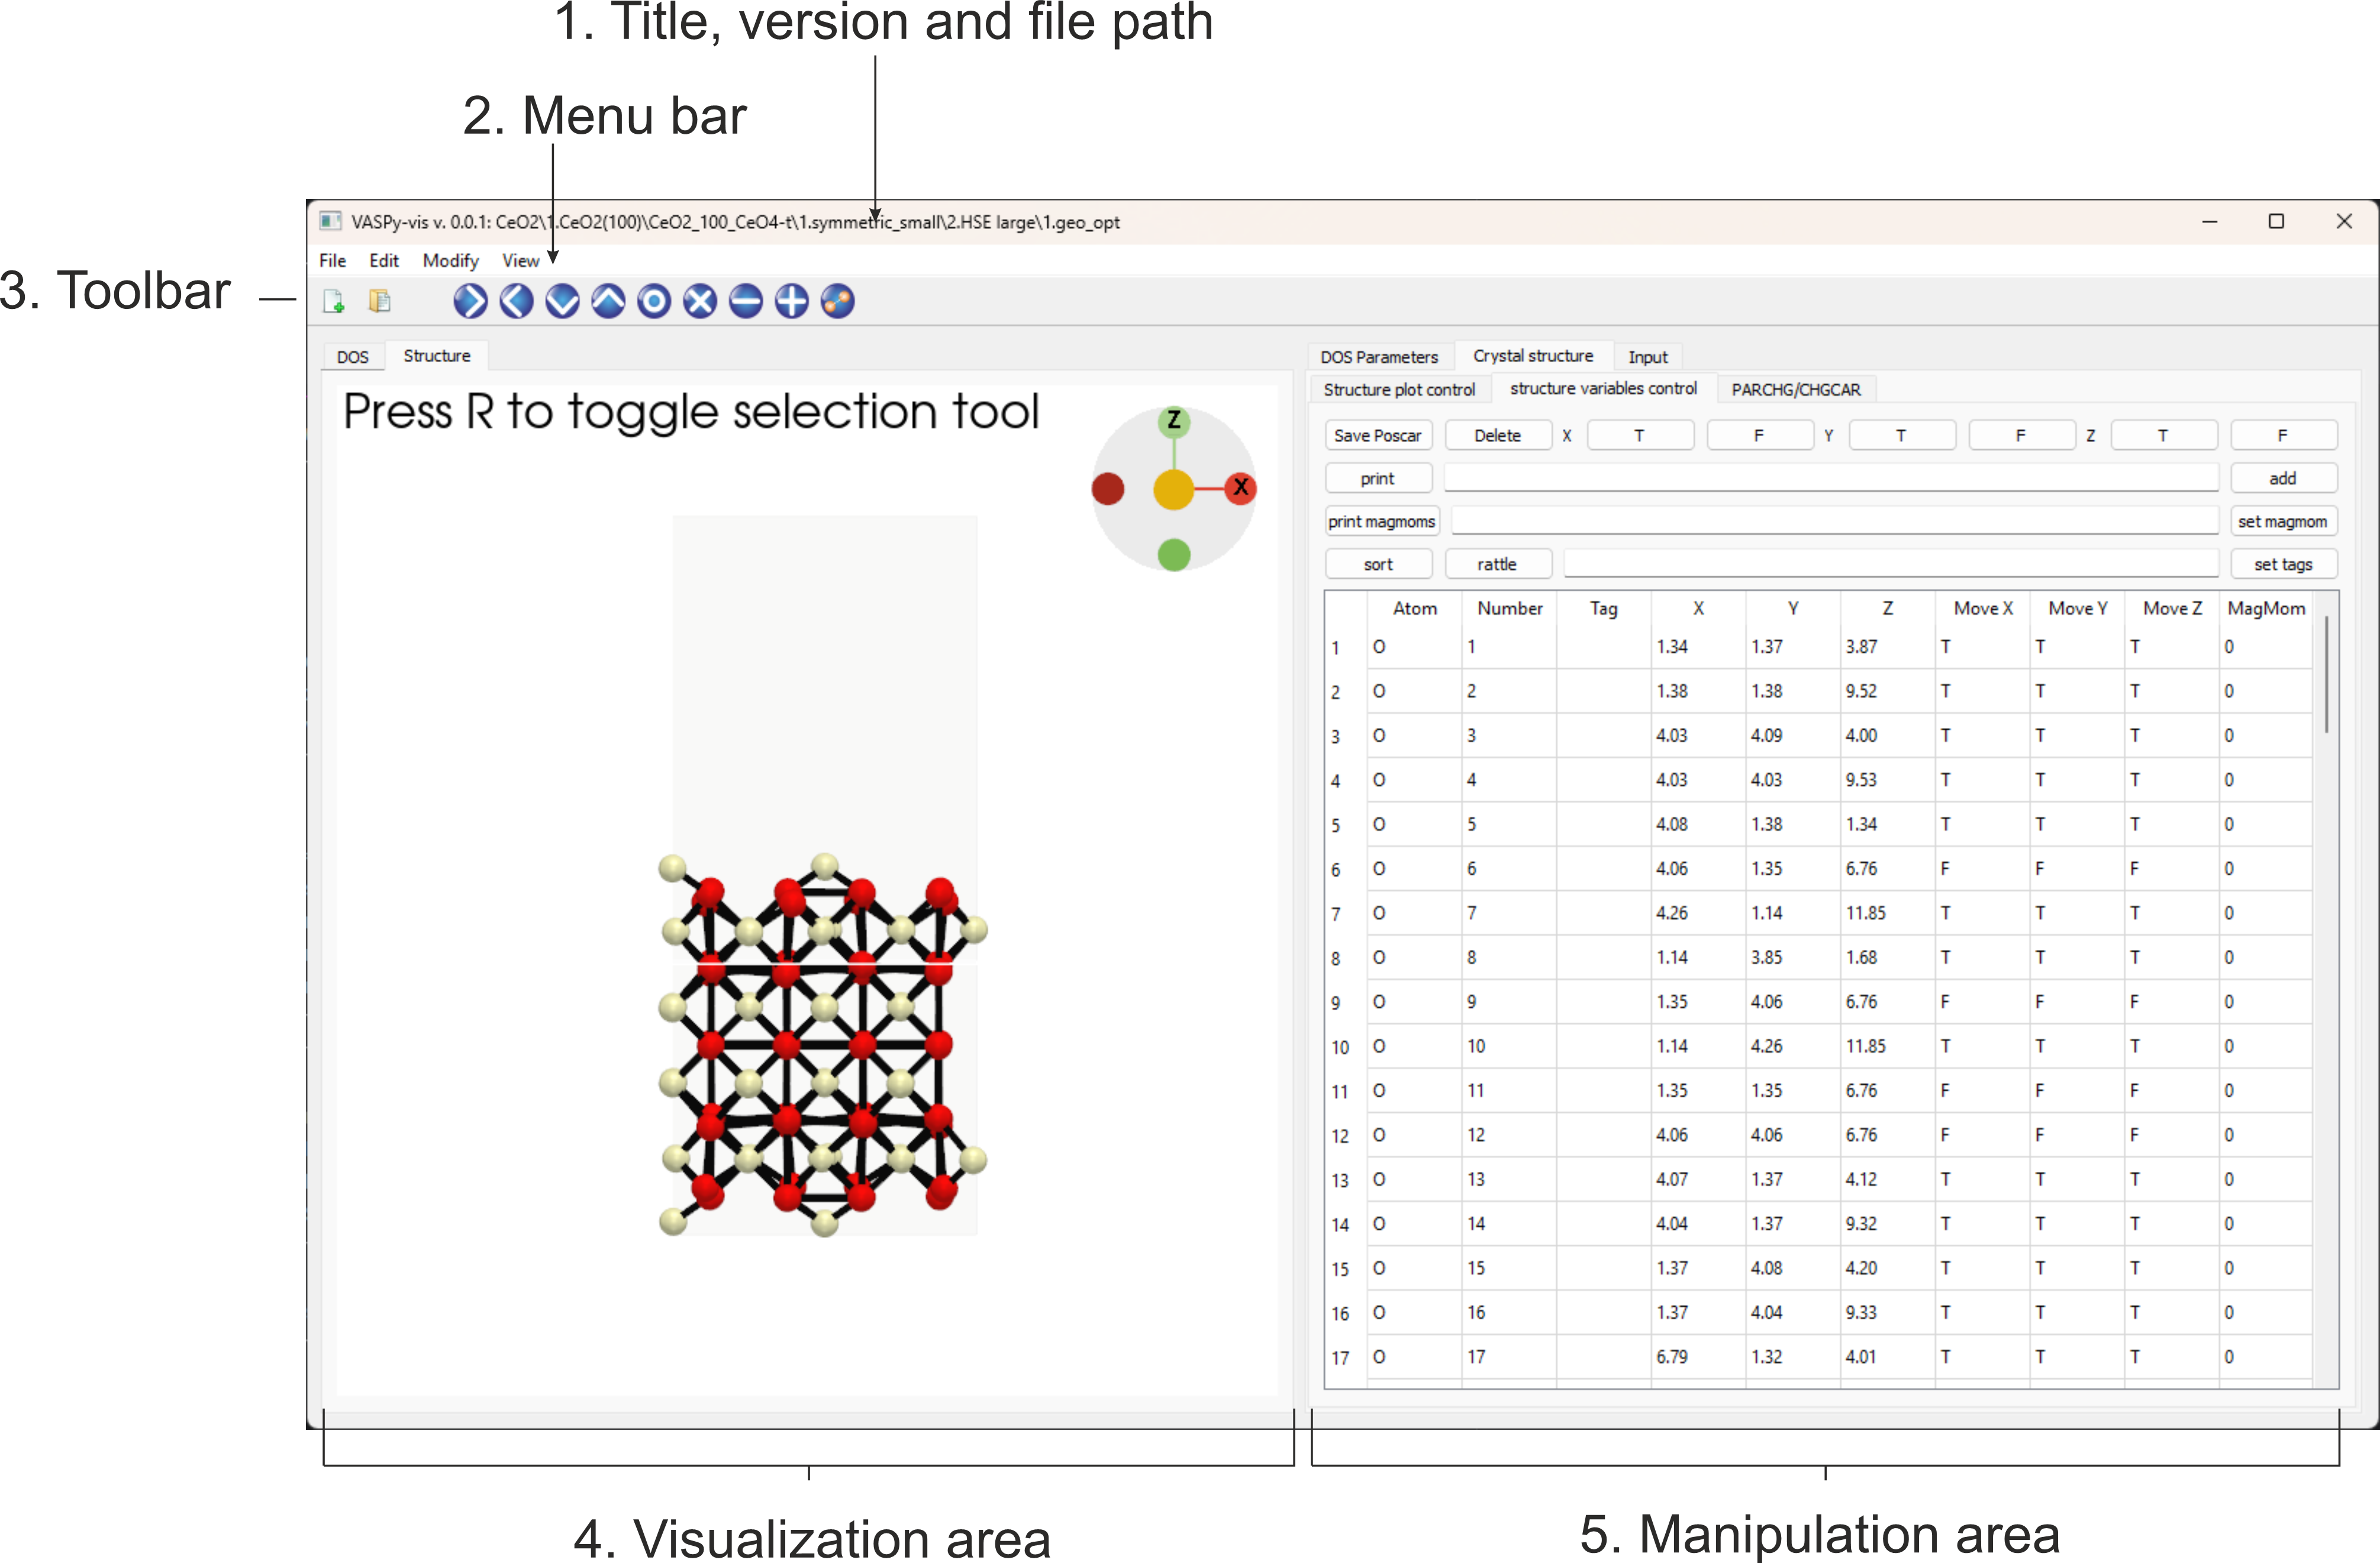 1. Title, version and file path
2. Menu bar
VASPy-vis v. 0.0.1: CeO2\1.CeO2(100)\CeO2_100_CeO4-t\1.symmetric_small\2.HSE large\1.geo_opt
File Edit Modify View
3. Toolbar
DOS Structure
DOS Parameters Crystal structure Input
Structure plot control structure variables control PARCHG/CHGCAR
Press R to toggle selection tool
Z
X
Save Poscar Delete X T F Y T F Z T F
print add
print magmoms set magmom
sort rattle set tags
Atom Number Tag X Y Z Move X Move Y Move Z MagMom
1 O 1 1.34 1.37 3.87 T T T 0
2 O 2 1.38 1.38 9.52 T T T 0
3 O 3 4.03 4.09 4.00 T T T 0
4 O 4 4.03 4.03 9.53 T T T 0
5 O 5 4.08 1.38 1.34 T T T 0
6 O 6 4.06 1.35 6.76 F F F 0
7 O 7 4.26 1.14 11.85 T T T 0
8 O 8 1.14 3.85 1.68 T T T 0
9 O 9 1.35 4.06 6.76 F F F 0
10 O 10 1.14 4.26 11.85 T T T 0
11 O 11 1.35 1.35 6.76 F F F 0
12 O 12 4.06 4.06 6.76 F F F 0
13 O 13 4.07 1.37 4.12 T T T 0
14 O 14 4.04 1.37 9.32 T T T 0
15 O 15 1.37 4.08 4.20 T T T 0
16 O 16 1.37 4.04 9.33 T T T 0
17 O 17 6.79 1.32 4.01 T T T 0
4. Visualization area
5. Manipulation area